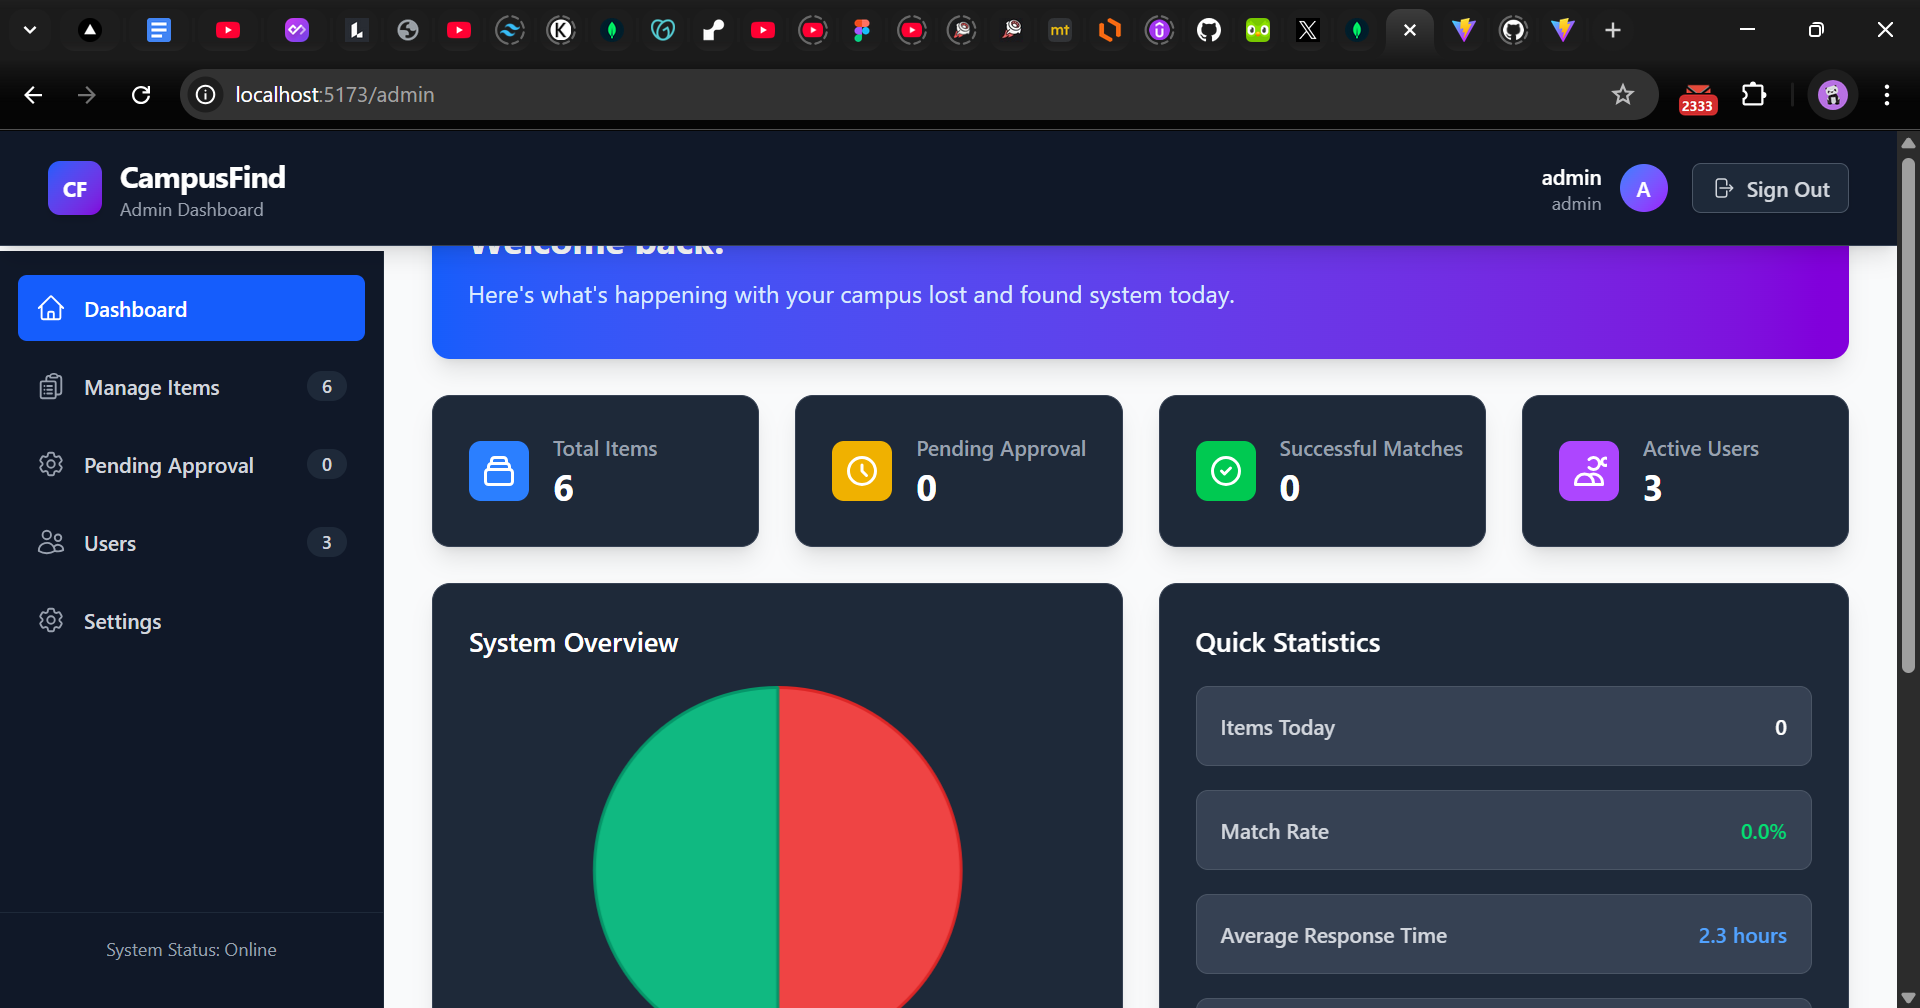 mt
localhost:5173/admin
2333
CF
CampusFind
Admin Dashboard
admin
admin
A
Sign Out
Welcome back!
Here's what's happening with your campus lost and found system today.
Dashboard
Manage Items 6
Pending Approval 0
Users 3
Settings
System Status: Online
Total Items
6
Pending Approval
0
Successful Matches
0
Active Users
3
System Overview
Quick Statistics
Items Today 0
Match Rate 0.0%
Average Response Time 2.3 hours